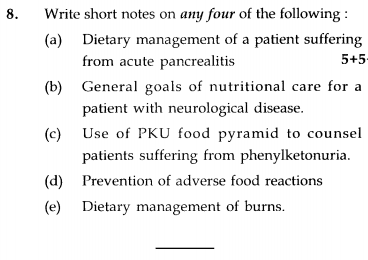 8. Write short notes on any four of the following :
(a) Dietary management of a patient suffering
from acute pancrealitis 5+5
(b) General goals of nutritional care for a
patient with neurological disease.
(c) Use of PKU food pyramid to counsel
patients suffering from phenylketonuria.
(d) Prevention of adverse food reactions
(e) Dietary management of burns.